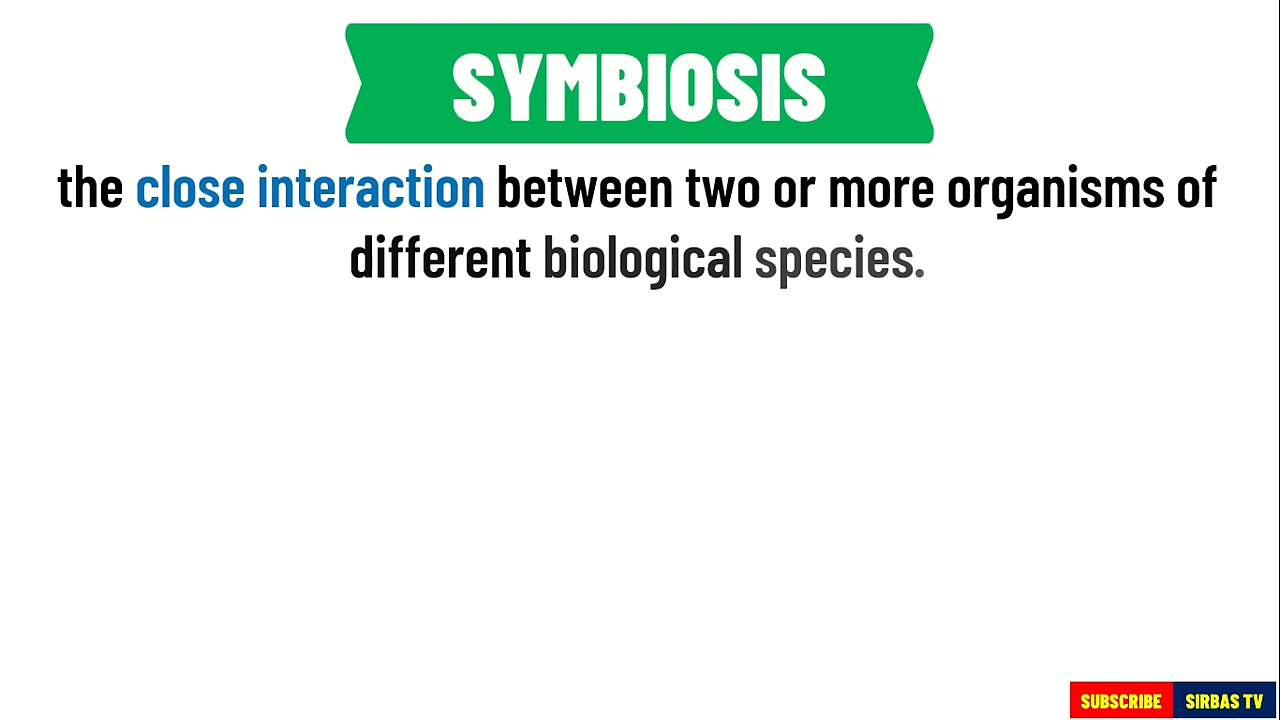 SYMBIOSIS
the close interaction between two or more organisms of
different biological species.
SUBSCRIBE SIRBAS TV